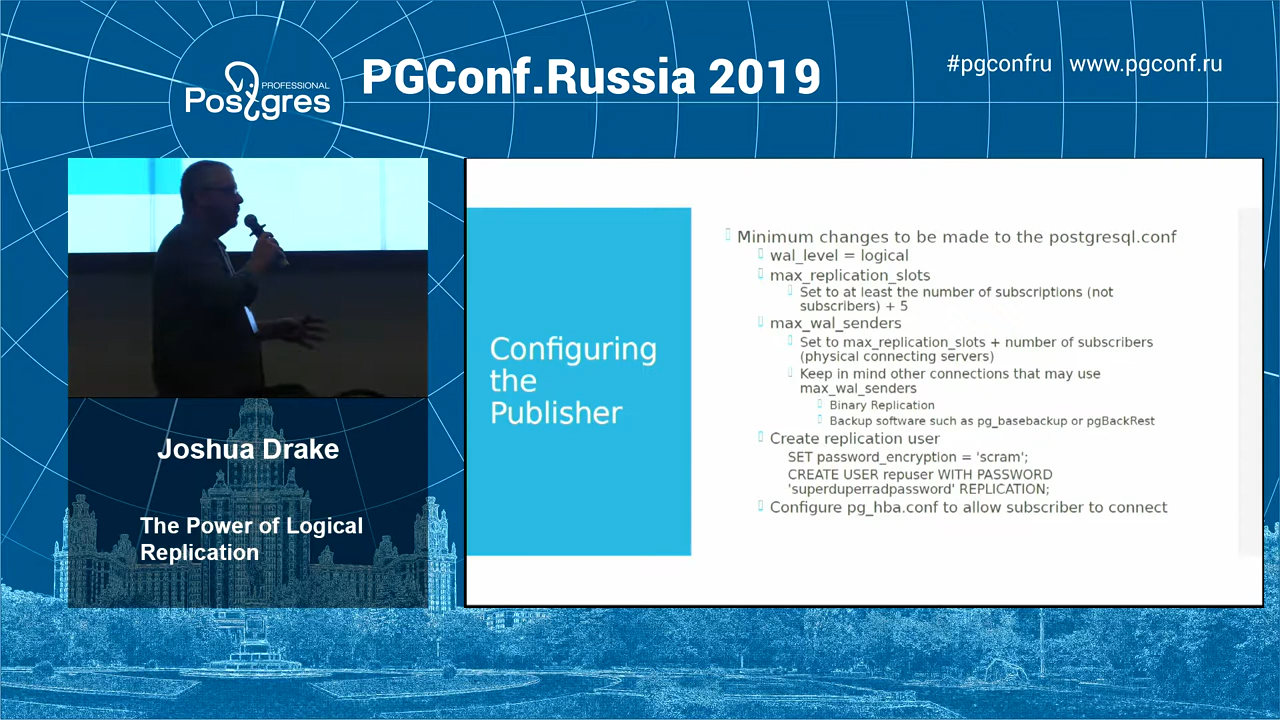 PROFESSIONAL
Postgres
PGConf.Russia 2019
#pgconfru www.pgconf.ru
Joshua Drake
The Power of Logical
Replication
Configuring
the
Publisher
Minimum changes to be made to the postgresql.conf
wal_level = logical
max_replication_slots
Set to at least the number of subscriptions (not
subscribers) + 5
max_wal_senders
Set to max_replication_slots + number of subscribers
(physical connecting servers)
Keep in mind other connections that may use
max_wal_senders
Binary Replication
Backup software such as pg_basebackup or pgBackRest
Create replication user
SET password_encryption = 'scram';
CREATE USER repuser WITH PASSWORD
'superduperradpassword' REPLICATION;
Configure pg_hba.conf to allow subscriber to connect